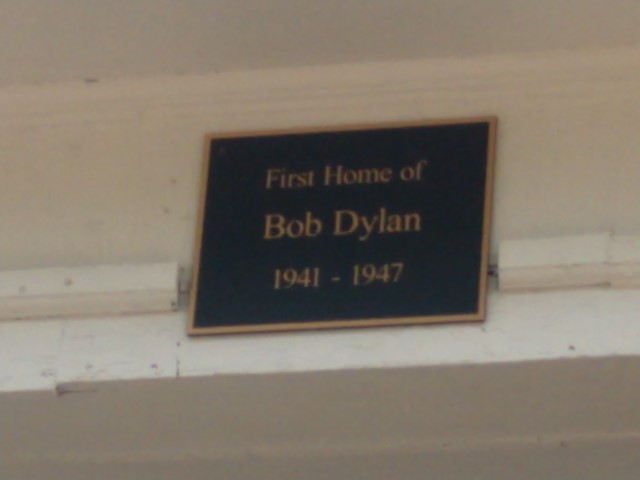 First Home of
Bob Dylan
1941 - 1947